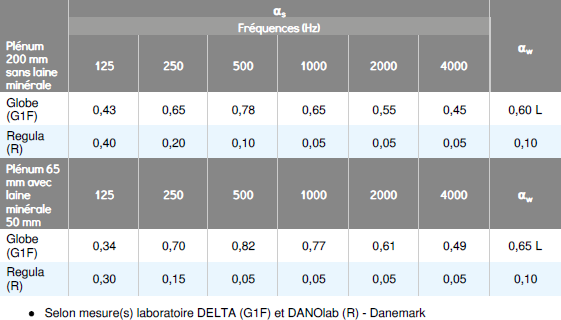 αs
Fréquences (Hz)
αw
Plénum
200 mm
sans laine
minérale
125 250 500 1000 2000 4000
Globe
(G1F)
0,43 0,65 0,78 0,65 0,55 0,45 0,60 L
Regula
(R)
0,40 0,20 0,10 0,05 0,05 0,05 0,10
Plénum 65
mm avec
laine
minérale
50 mm
125 250 500 1000 2000 4000 αw
Globe
(G1F)
0,34 0,70 0,82 0,77 0,61 0,49 0,65 L
Regula
(R)
0,30 0,15 0,05 0,05 0,05 0,05 0,10
● Selon mesure(s) laboratoire DELTA (G1F) et DANOlab (R) - Danemark